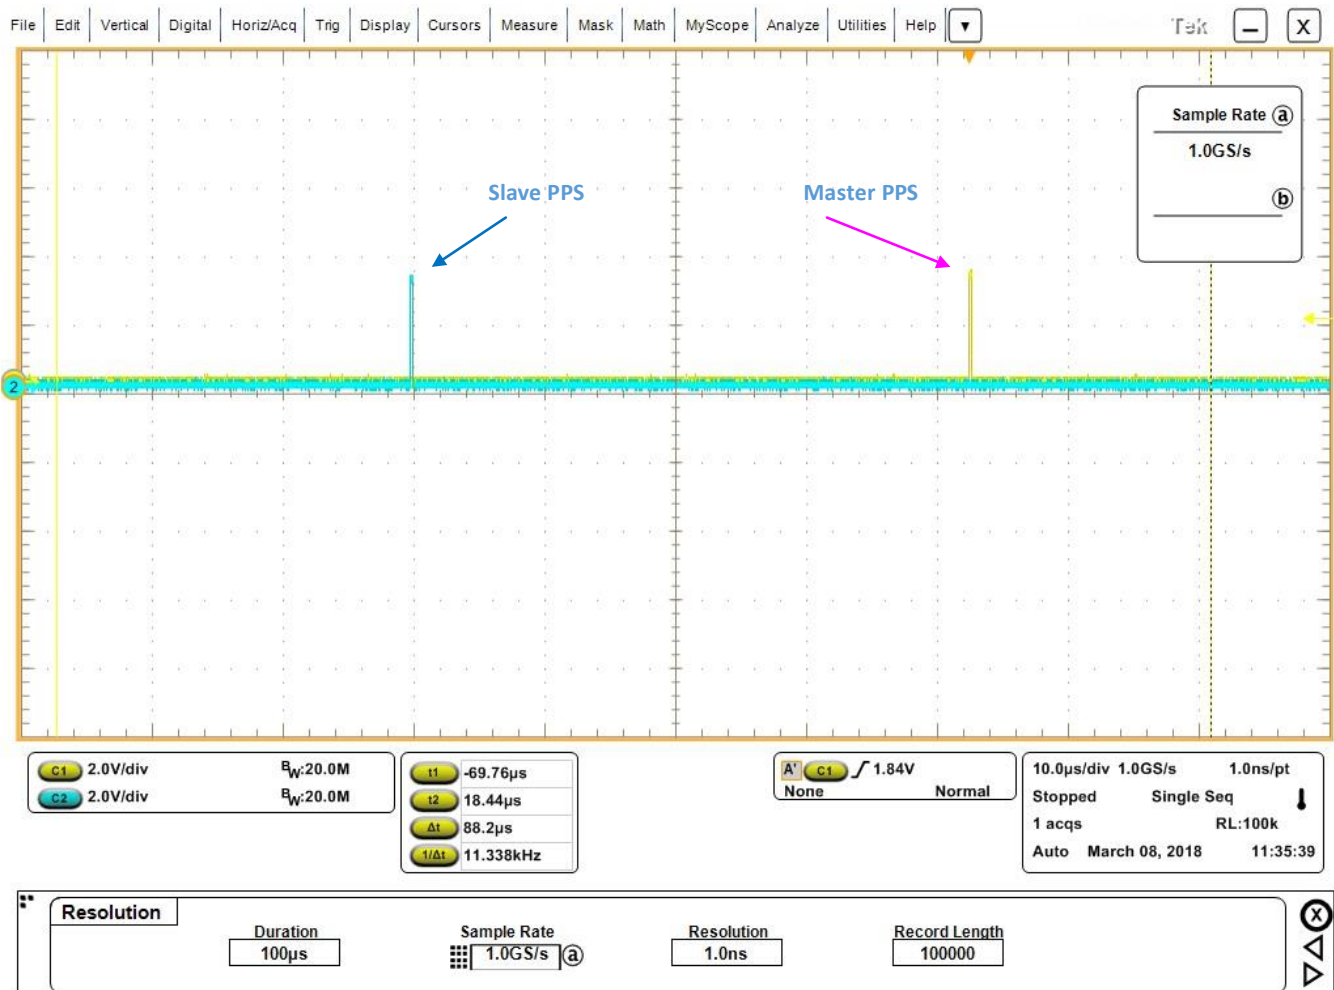 File Edit Vertical Digital Horiz/Acq Trig Display Cursors Measure Mask Math MyScope Analyze Utilities Help ▼ Tek X
Sample Rate a
1.0GS/s
b
Slave PPS Master PPS
2
C1 2.0V/div BW:20.0M
C2 2.0V/div BW:20.0M
t1 -69.76µs
t2 18.44µs
Δt 88.2µs
1/Δt 11.338kHz
A' C1 1.84V
None Normal
10.0µs/div 1.0GS/s 1.0ns/pt
Stopped Single Seq
1 acqs RL:100k
Auto March 08, 2018 11:35:39
Resolution
Duration Sample Rate Resolution Record Length
100µs 1.0GS/s a 1.0ns 100000
X